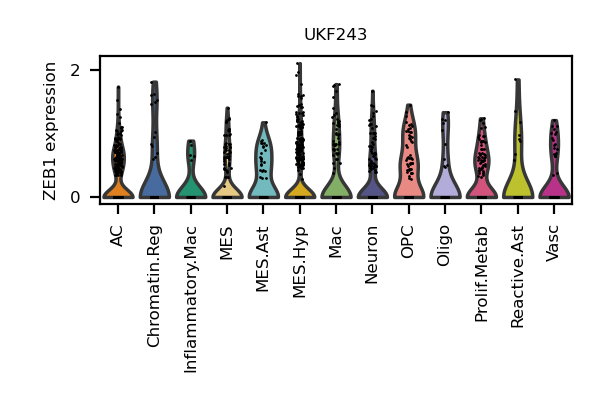 UKF243
ZEB1 expression
2
0
AC
Chromatin.Reg
Inflammatory.Mac
MES
MES.Ast
MES.Hyp
Mac
Neuron
OPC
Oligo
Prolif.Metab
Reactive.Ast
Vasc